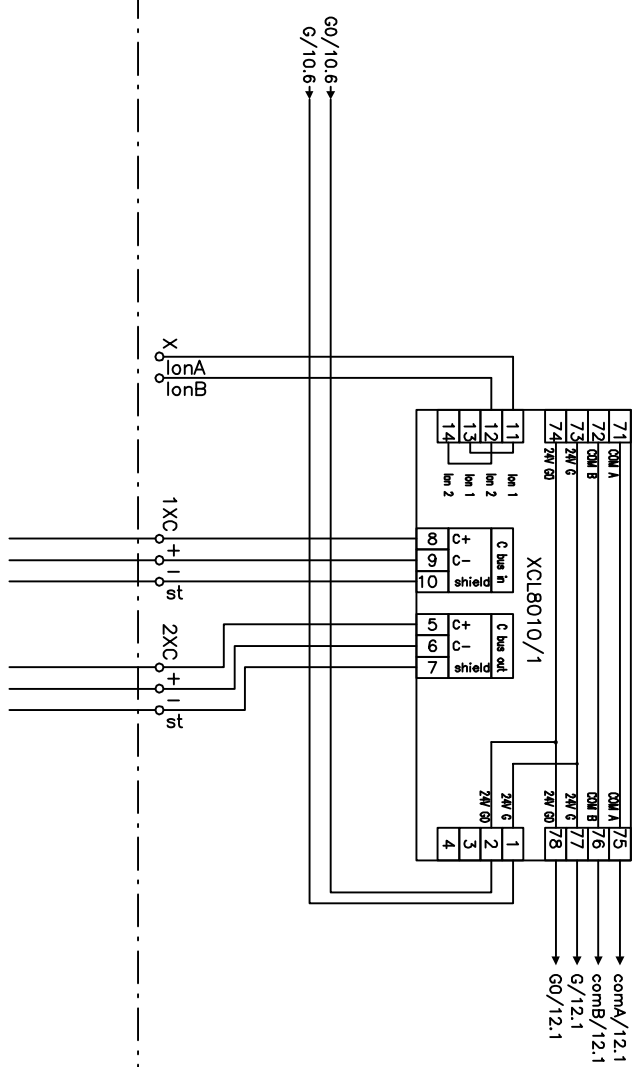 G0/10.6
G/10.6
X
lonA
lonB
1XC
+
-
st
2XC
+
-
st
XCL8010/1
71
72
73
74
COM A
COM B
24V G
24V G0
11
12
13
14
lon 1
lon 2
lon 1
lon 2
8
9
10
C+
C-
shield
C bus in
5
6
7
C+
C-
shield
C bus out
24V G
24V G0
1
2
3
4
COM A
COM B
24V G
24V G0
75
76
77
78
comA/12.1
comB/12.1
G/12.1
G0/12.1